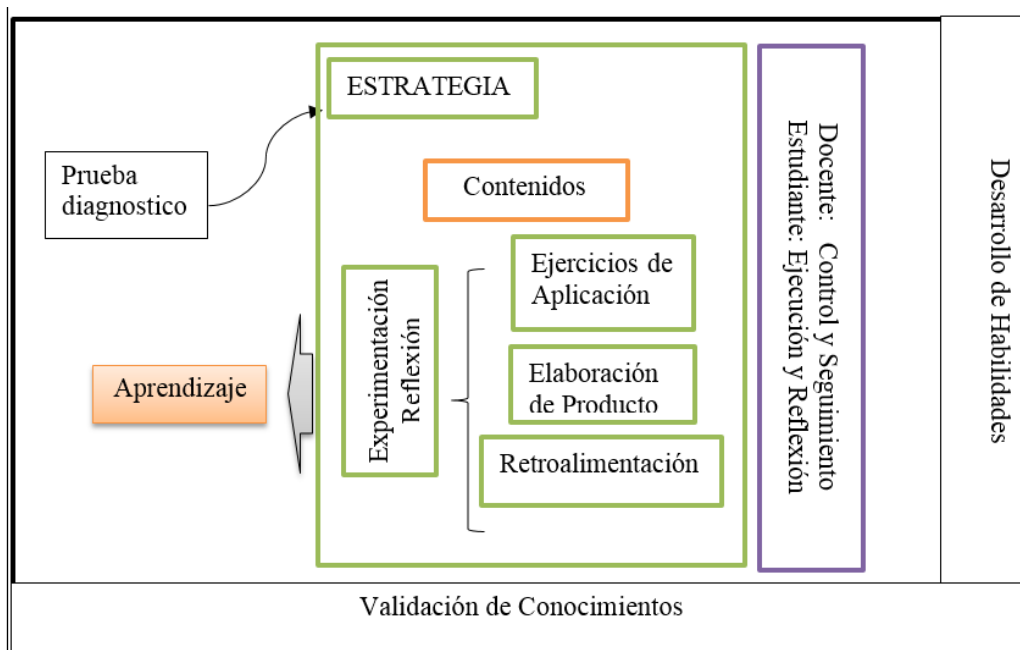 ESTRATEGIA
Prueba
diagnostico
Contenidos
Ejercicios de
Aplicación
Experimentación
Reflexión
Elaboración
de Producto
Aprendizaje
Retroalimentación
Docente: Control y Seguimiento
Estudiante: Ejecución y Reflexión
Desarrollo de Habilidades
Validación de Conocimientos